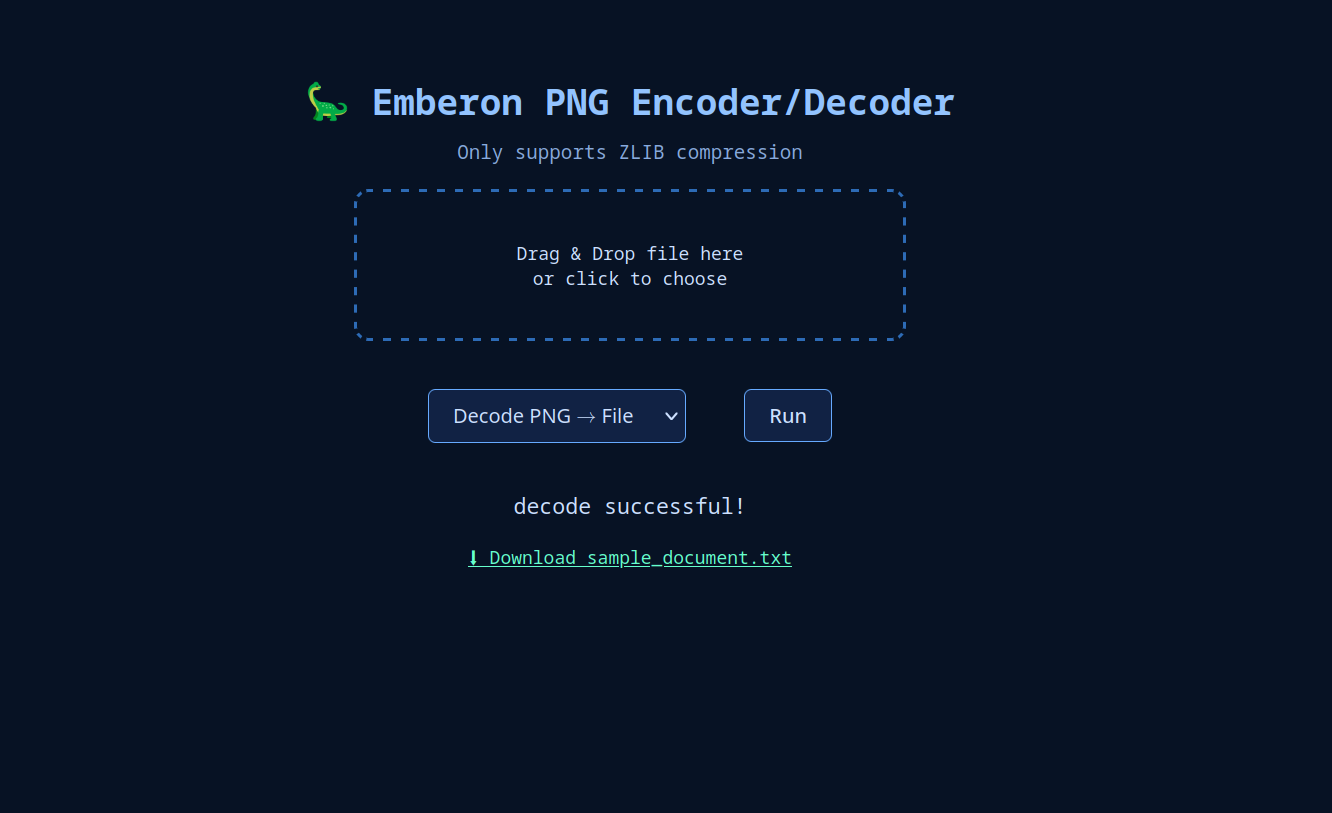 🦕 Emberon PNG Encoder/Decoder
Only supports ZLIB compression
Drag & Drop file here
or click to choose
Decode PNG → File
Run
decode successful!
⬇ Download sample_document.txt